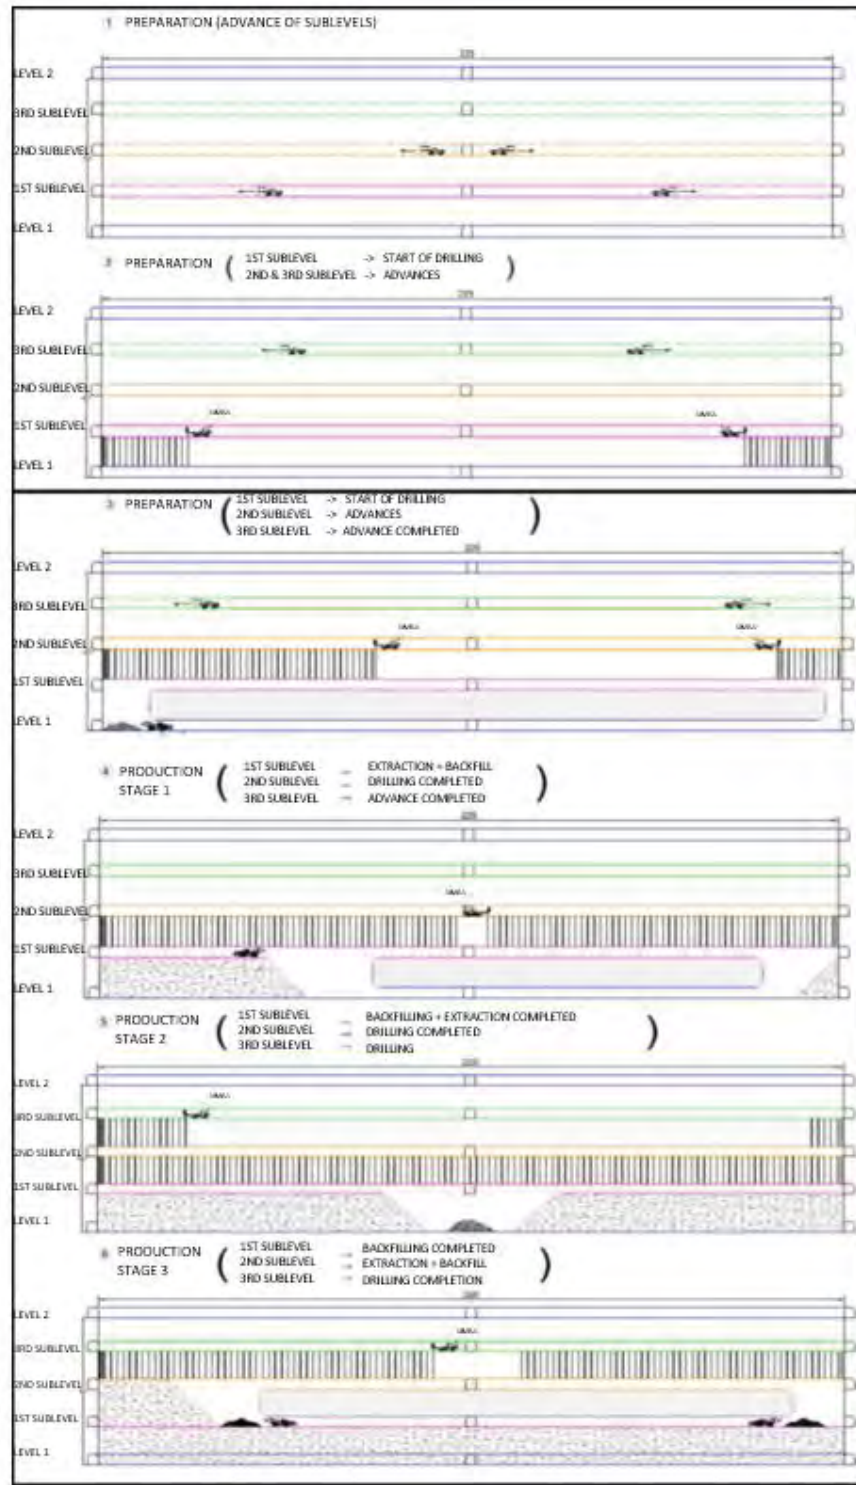 1 PREPARATION (ADVANCE OF SUBLEVELS)
LEVEL 2
3RD SUBLEVEL
2ND SUBLEVEL
1ST SUBLEVEL
LEVEL 1
2 PREPARATION ( 1ST SUBLEVEL -> START OF DRILLING
2ND & 3RD SUBLEVEL -> ADVANCES )
LEVEL 2
3RD SUBLEVEL
2ND SUBLEVEL
1ST SUBLEVEL
LEVEL 1
3 PREPARATION ( 1ST SUBLEVEL -> START OF DRILLING
2ND SUBLEVEL -> ADVANCES
3RD SUBLEVEL -> ADVANCE COMPLETED )
LEVEL 2
3RD SUBLEVEL
2ND SUBLEVEL
1ST SUBLEVEL
LEVEL 1
4 PRODUCTION STAGE 1 ( 1ST SUBLEVEL → EXTRACTION + BACKFILL
2ND SUBLEVEL → DRILLING COMPLETED
3RD SUBLEVEL → ADVANCE COMPLETED )
LEVEL 2
3RD SUBLEVEL
2ND SUBLEVEL
1ST SUBLEVEL
LEVEL 1
5 PRODUCTION STAGE 2 ( 1ST SUBLEVEL → BACKFILLING + EXTRACTION COMPLETED
2ND SUBLEVEL → DRILLING COMPLETED
3RD SUBLEVEL → DRILLING )
LEVEL 2
3RD SUBLEVEL
2ND SUBLEVEL
1ST SUBLEVEL
LEVEL 1
6 PRODUCTION STAGE 3 ( 1ST SUBLEVEL → BACKFILLING COMPLETED
2ND SUBLEVEL → EXTRACTION + BACKFILL
3RD SUBLEVEL → DRILLING COMPLETION )
LEVEL 2
3RD SUBLEVEL
2ND SUBLEVEL
1ST SUBLEVEL
LEVEL 1